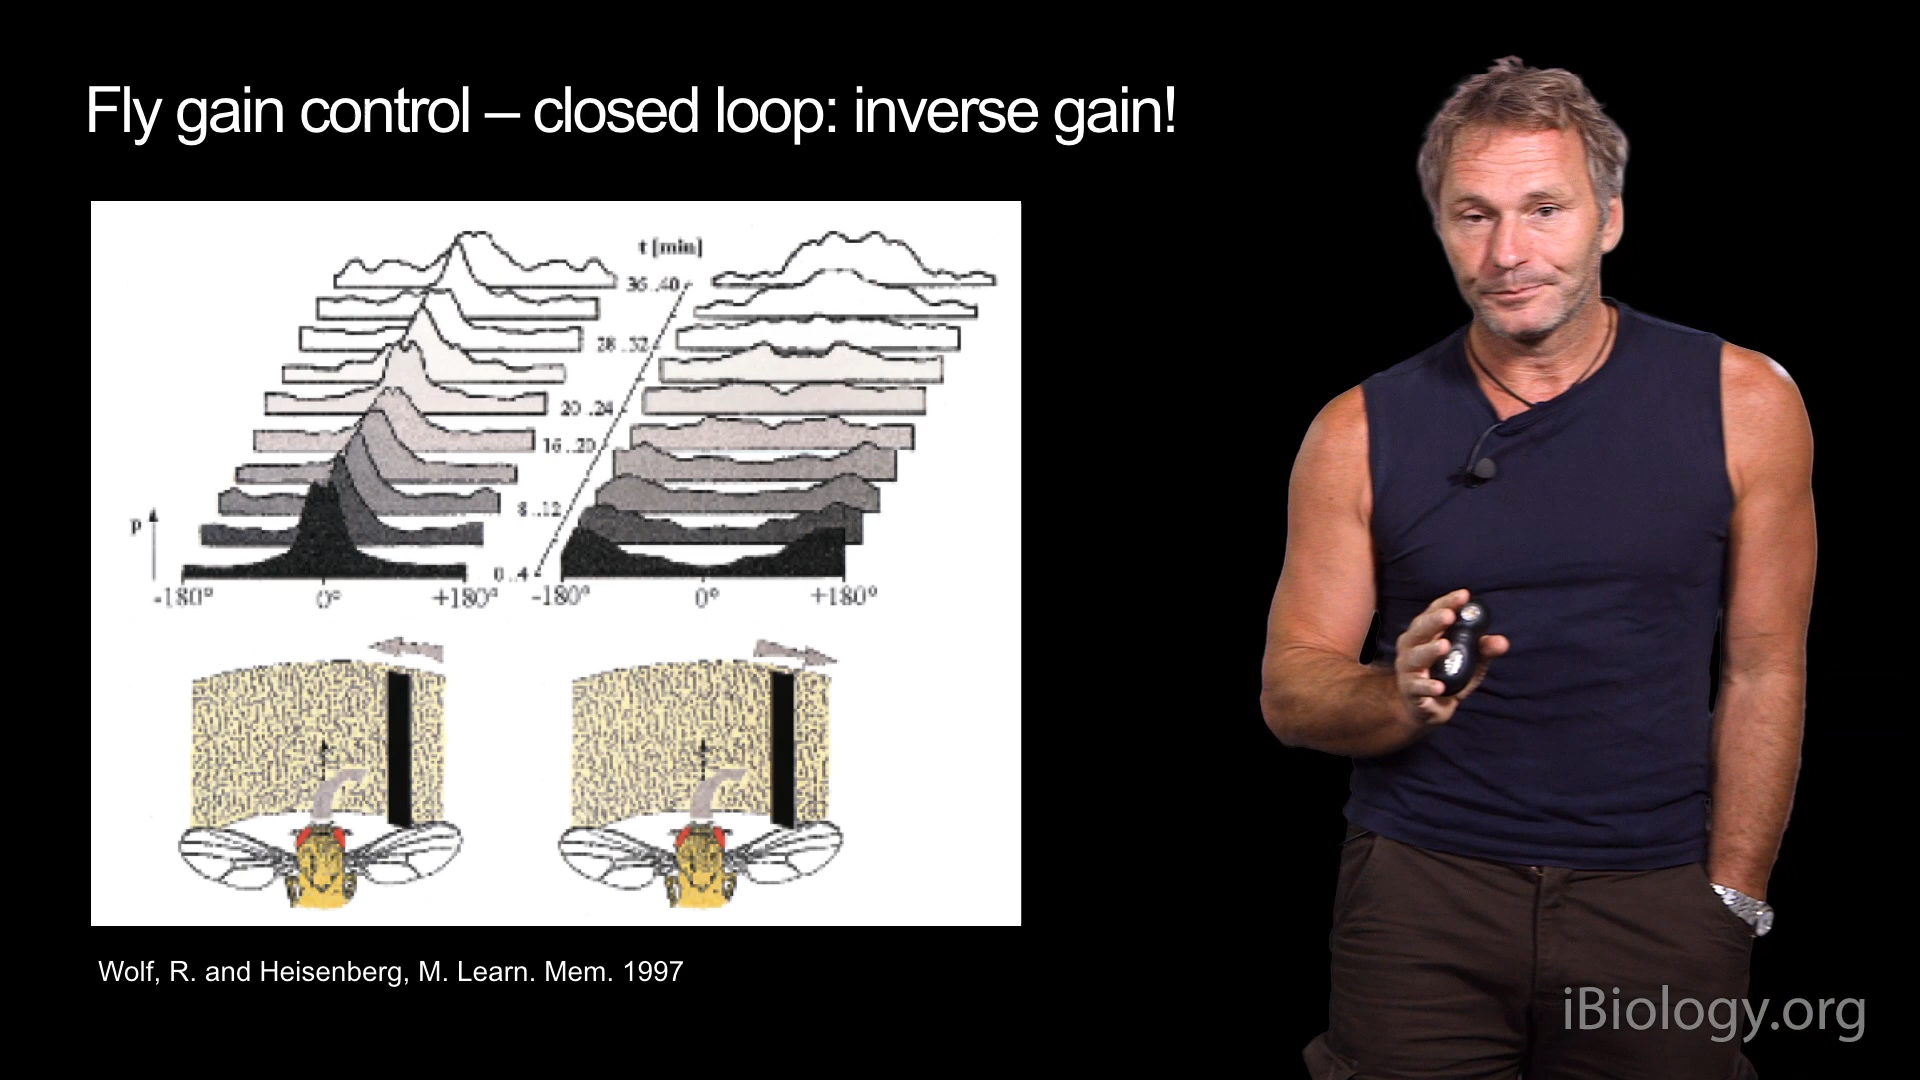 Fly gain control – closed loop: inverse gain!
t [min]
36..40
28..32
20..24
16..20
8..12
0..4
p
-180° 0° +180° -180° 0° +180°
Wolf, R. and Heisenberg, M. Learn. Mem. 1997
iBiology.org